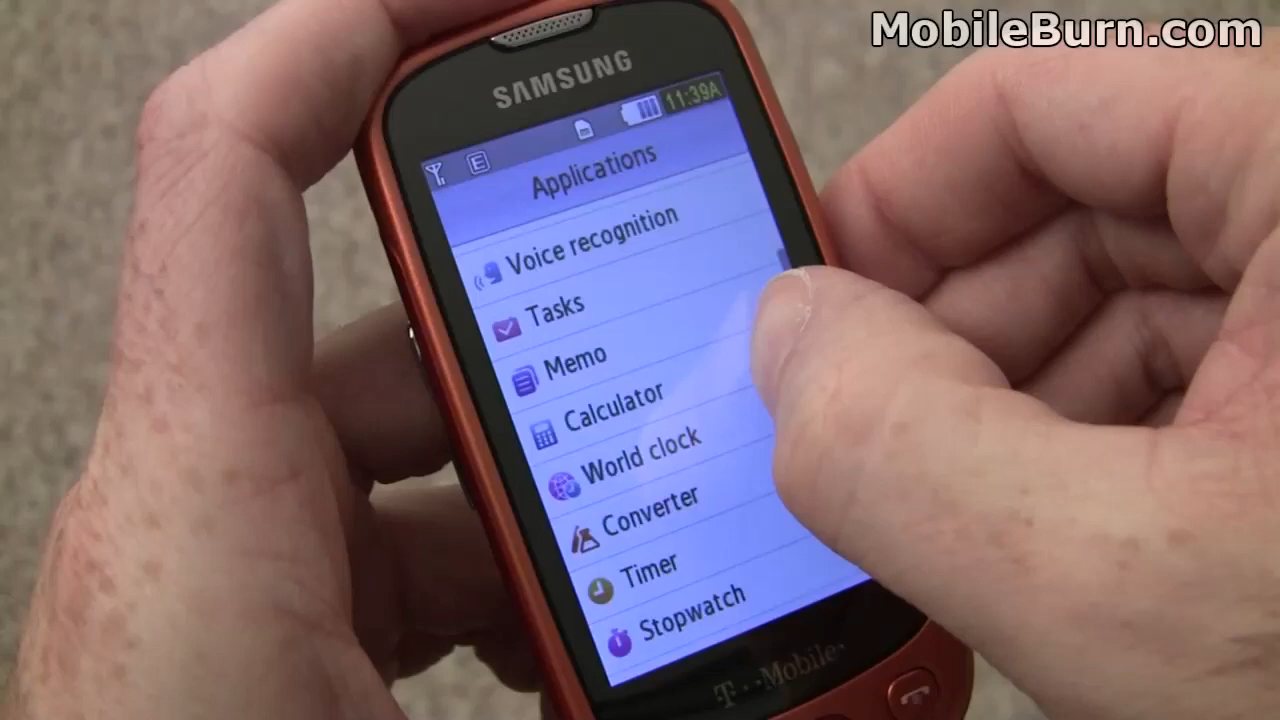 MobileBurn.com
SAMSUNG
E
11:39A
Applications
Voice recognition
Tasks
Memo
Calculator
World clock
Converter
Timer
Stopwatch
T··Mobile·